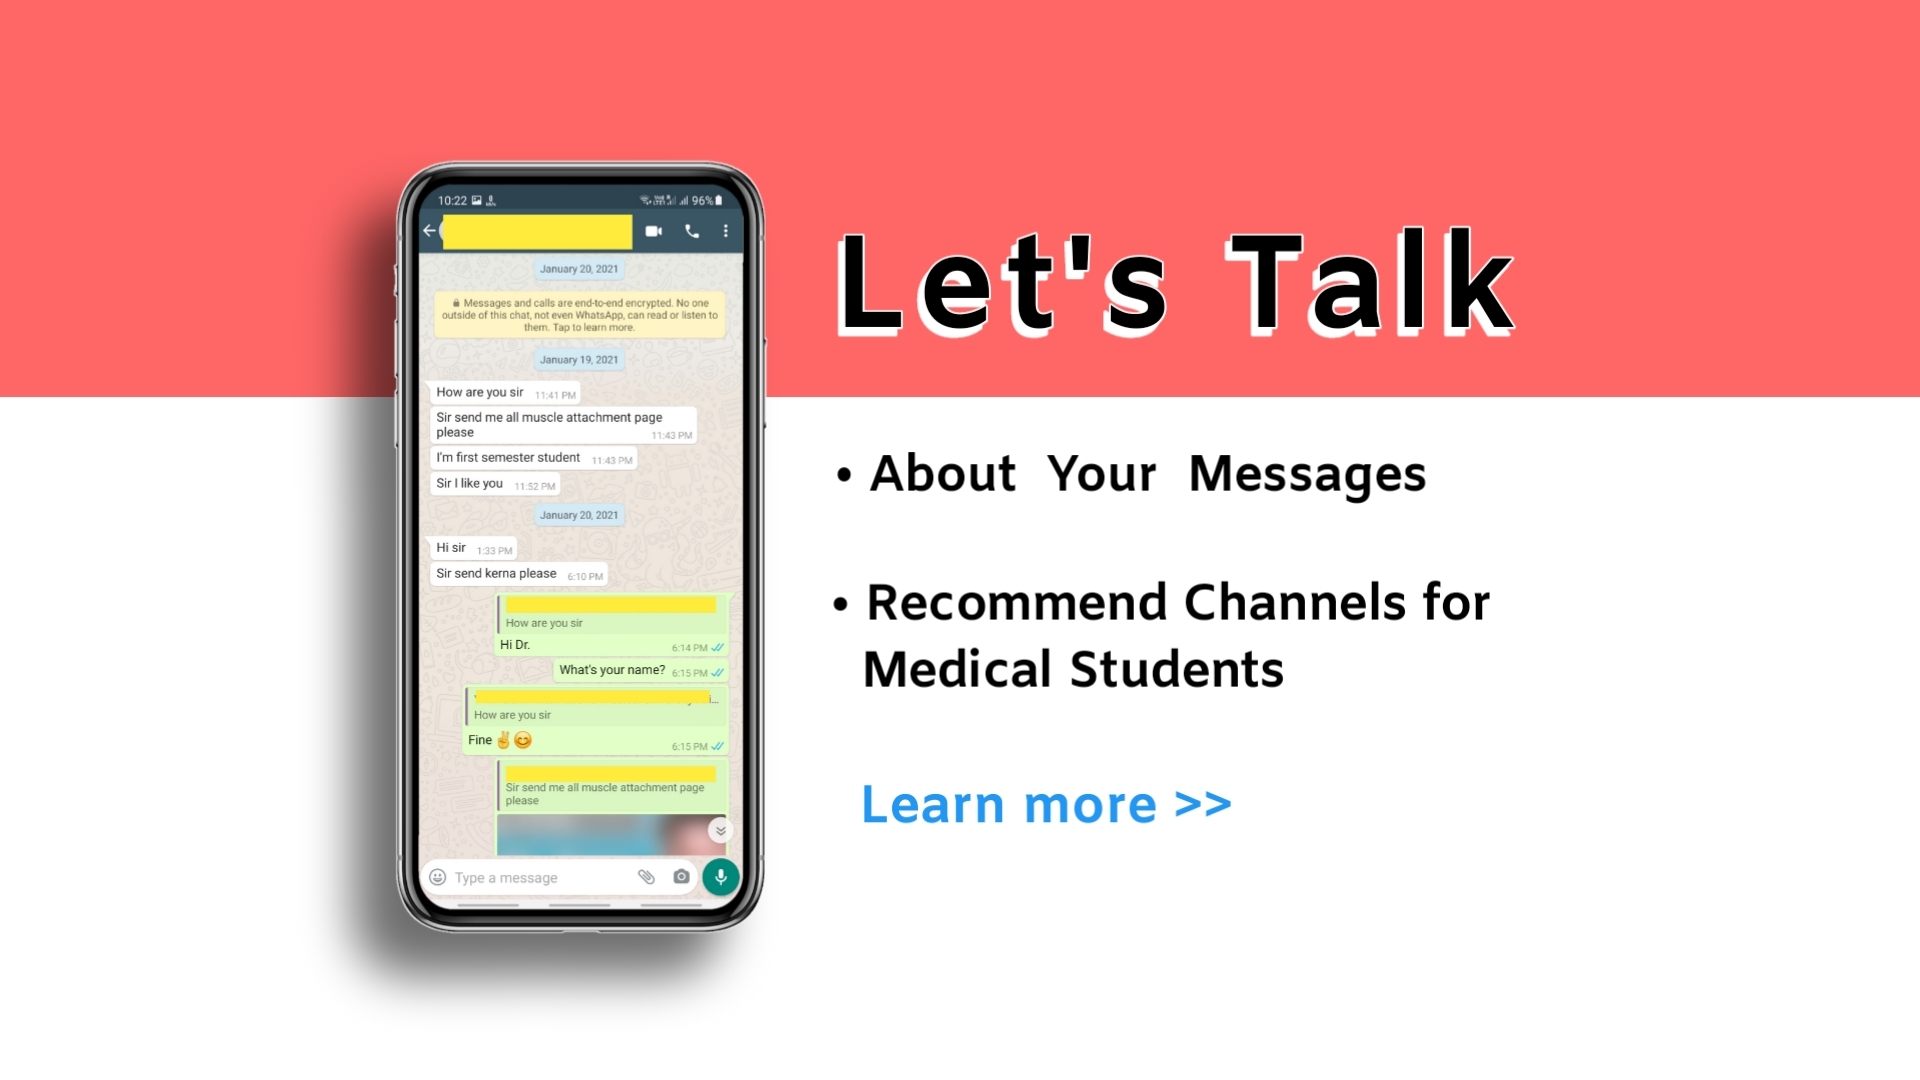 10:22 96%
January 20, 2021
Messages and calls are end-to-end encrypted. No one
outside of this chat, not even WhatsApp, can read or listen to
them. Tap to learn more.
January 19, 2021
How are you sir 11:41 PM
Sir send me all muscle attachment page
please 11:43 PM
I'm first semester student 11:43 PM
Sir I like you 11:52 PM
January 20, 2021
Hi sir 1:33 PM
Sir send kerna please 6:10 PM
How are you sir
Hi Dr. 6:14 PM
What's your name? 6:15 PM
How are you sir
Fine ✌😊 6:15 PM
Sir send me all muscle attachment page
please
Type a message
Let's Talk
• About Your Messages
• Recommend Channels for
Medical Students
Learn more >>